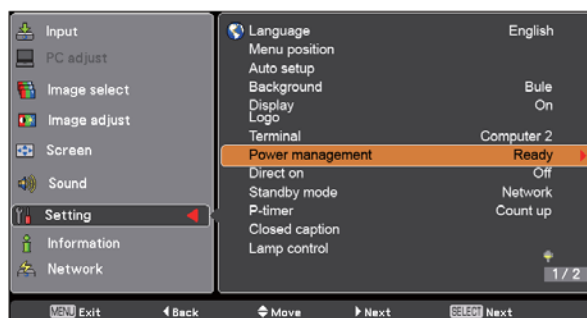 Input
PC adjust
Image select
Image adjust
Screen
Sound
Setting
Information
Network
Language English
Menu position
Auto setup
Background Bule
Display On
Logo
Terminal Computer 2
Power management Ready
Direct on Off
Standby mode Network
P-timer Count up
Closed caption
Lamp control
1 / 2
MENU Exit Back Move Next SELECT Next